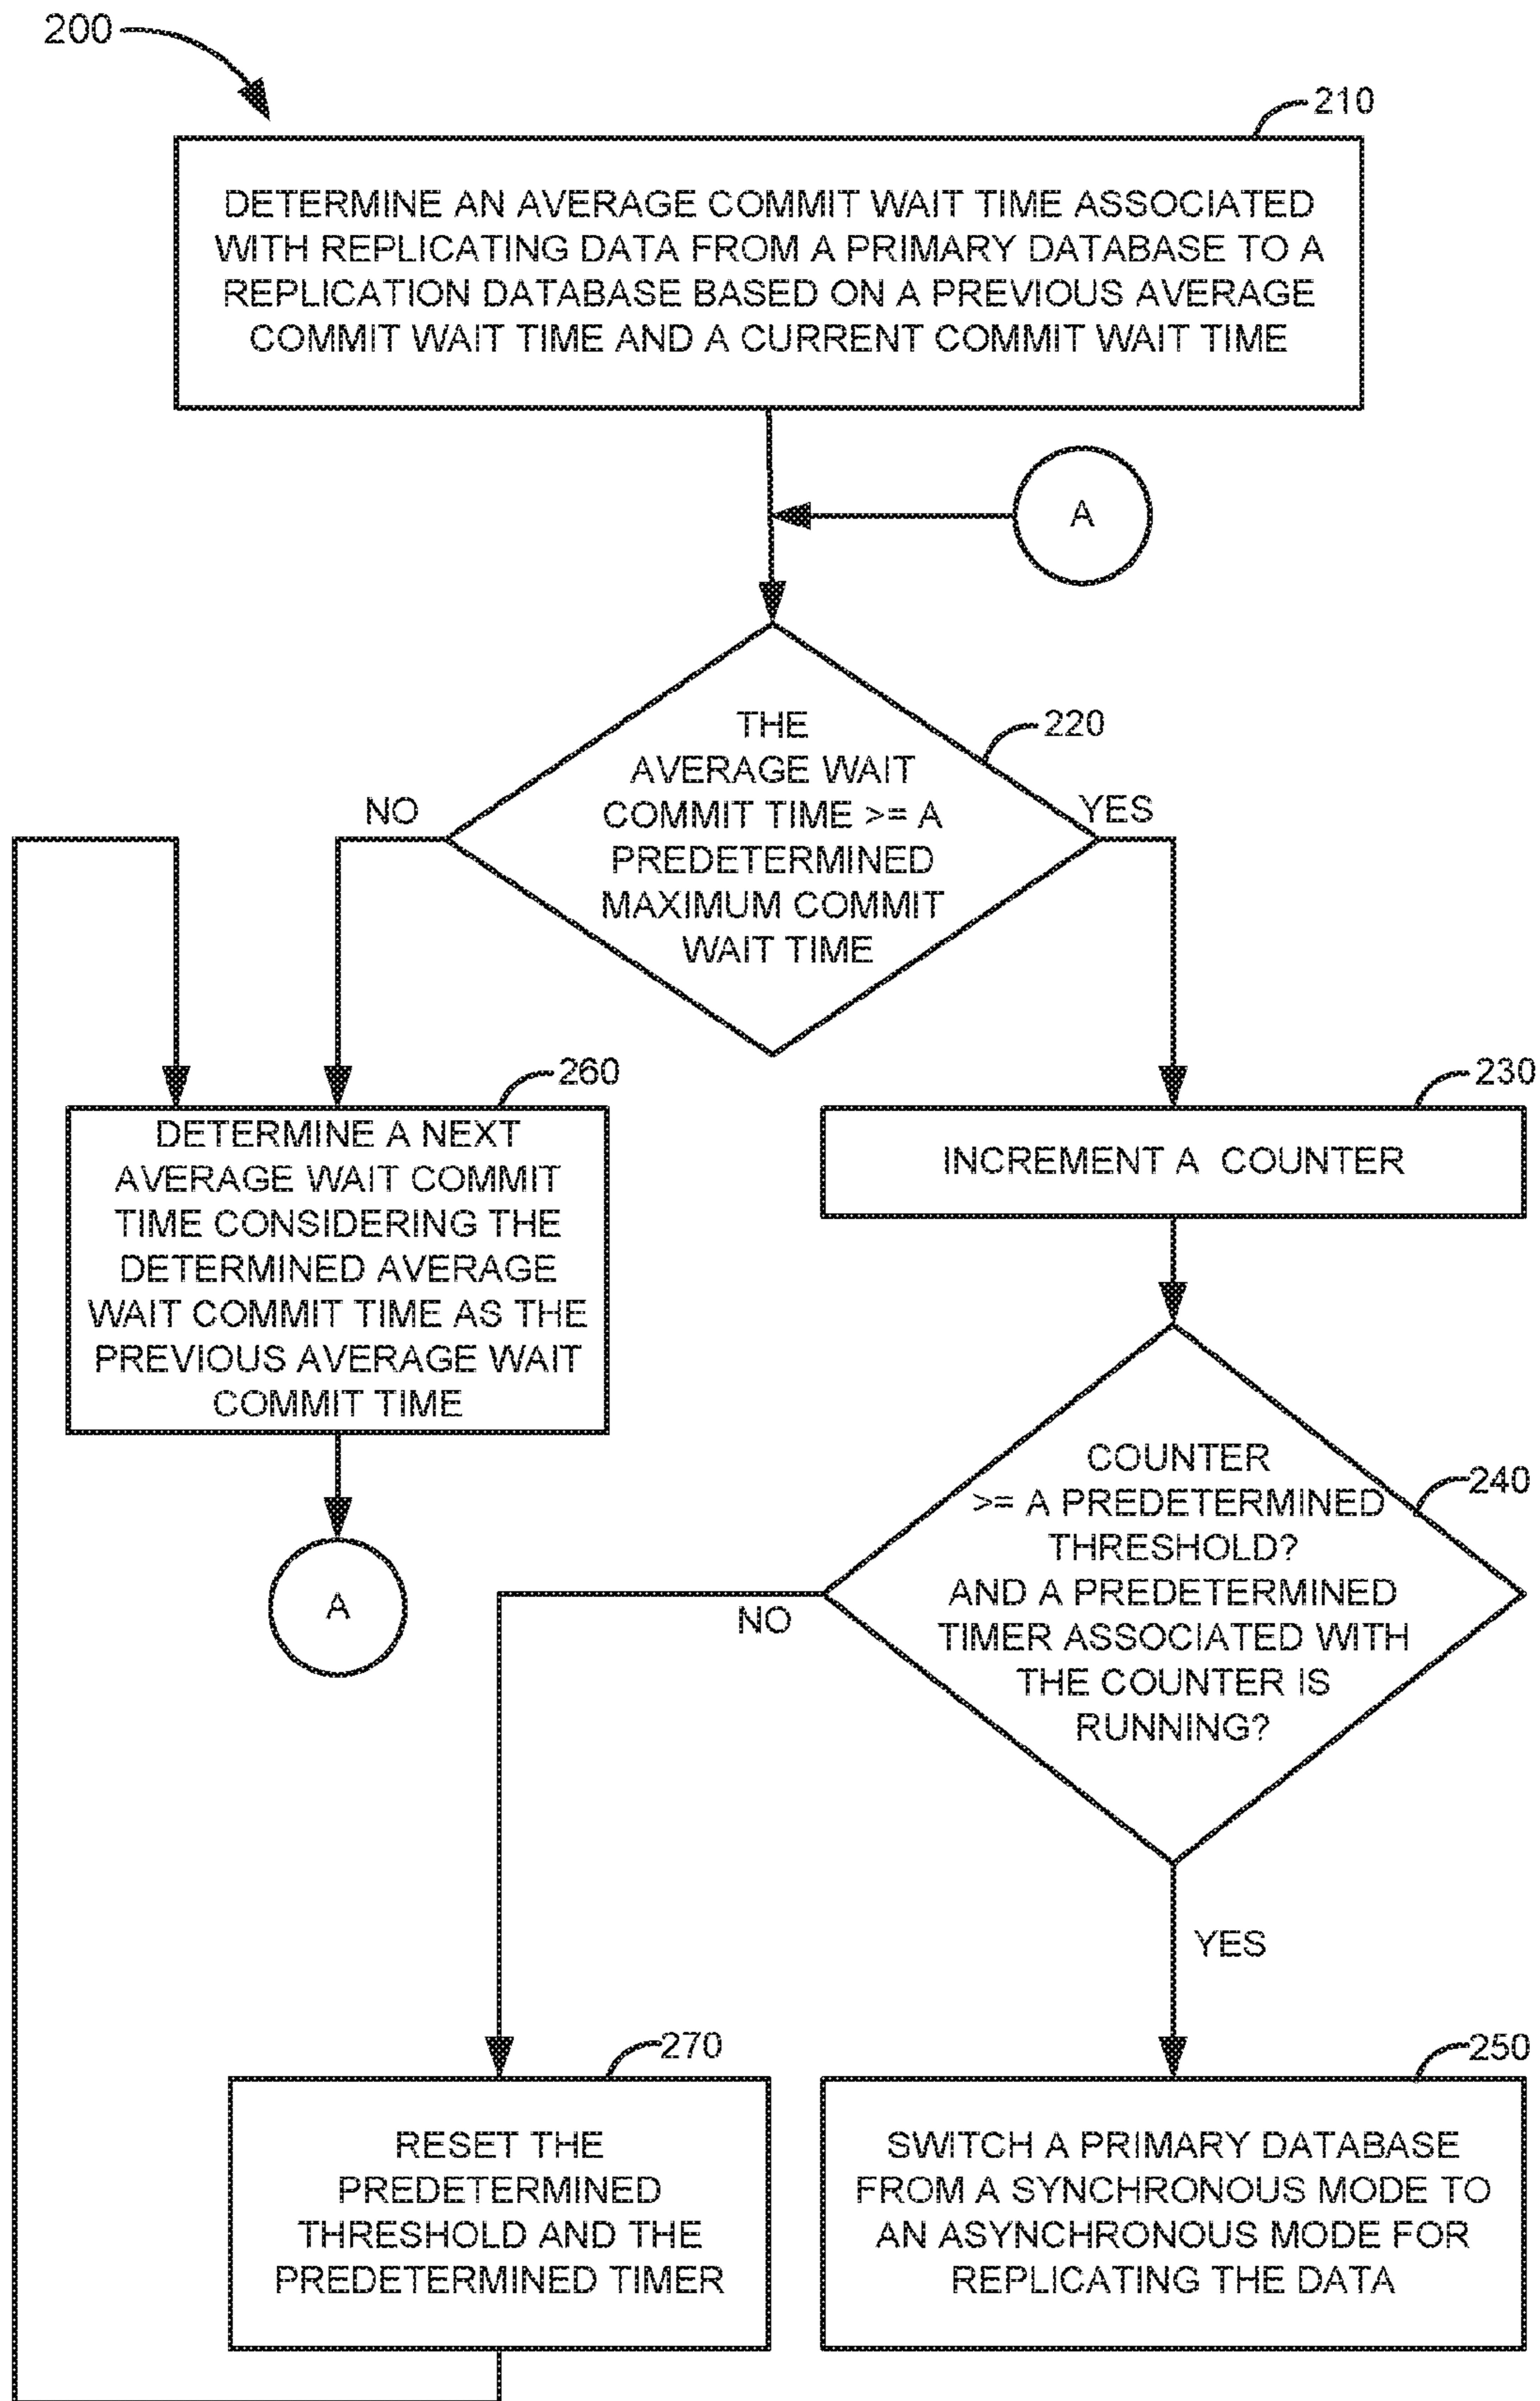 200
210
DETERMINE AN AVERAGE COMMIT WAIT TIME ASSOCIATED
WITH REPLICATING DATA FROM A PRIMARY DATABASE TO A
REPLICATION DATABASE BASED ON A PREVIOUS AVERAGE
COMMIT WAIT TIME AND A CURRENT COMMIT WAIT TIME
A
220
THE
AVERAGE WAIT
COMMIT TIME >= A
PREDETERMINED
MAXIMUM COMMIT
WAIT TIME
NO
YES
260
DETERMINE A NEXT
AVERAGE WAIT COMMIT
TIME CONSIDERING THE
DETERMINED AVERAGE
WAIT COMMIT TIME AS THE
PREVIOUS AVERAGE WAIT
COMMIT TIME
A
230
INCREMENT A COUNTER
240
COUNTER
>= A PREDETERMINED
THRESHOLD?
AND A PREDETERMINED
TIMER ASSOCIATED WITH
THE COUNTER IS
RUNNING?
NO
YES
270
RESET THE
PREDETERMINED
THRESHOLD AND THE
PREDETERMINED TIMER
250
SWITCH A PRIMARY DATABASE
FROM A SYNCHRONOUS MODE TO
AN ASYNCHRONOUS MODE FOR
REPLICATING THE DATA